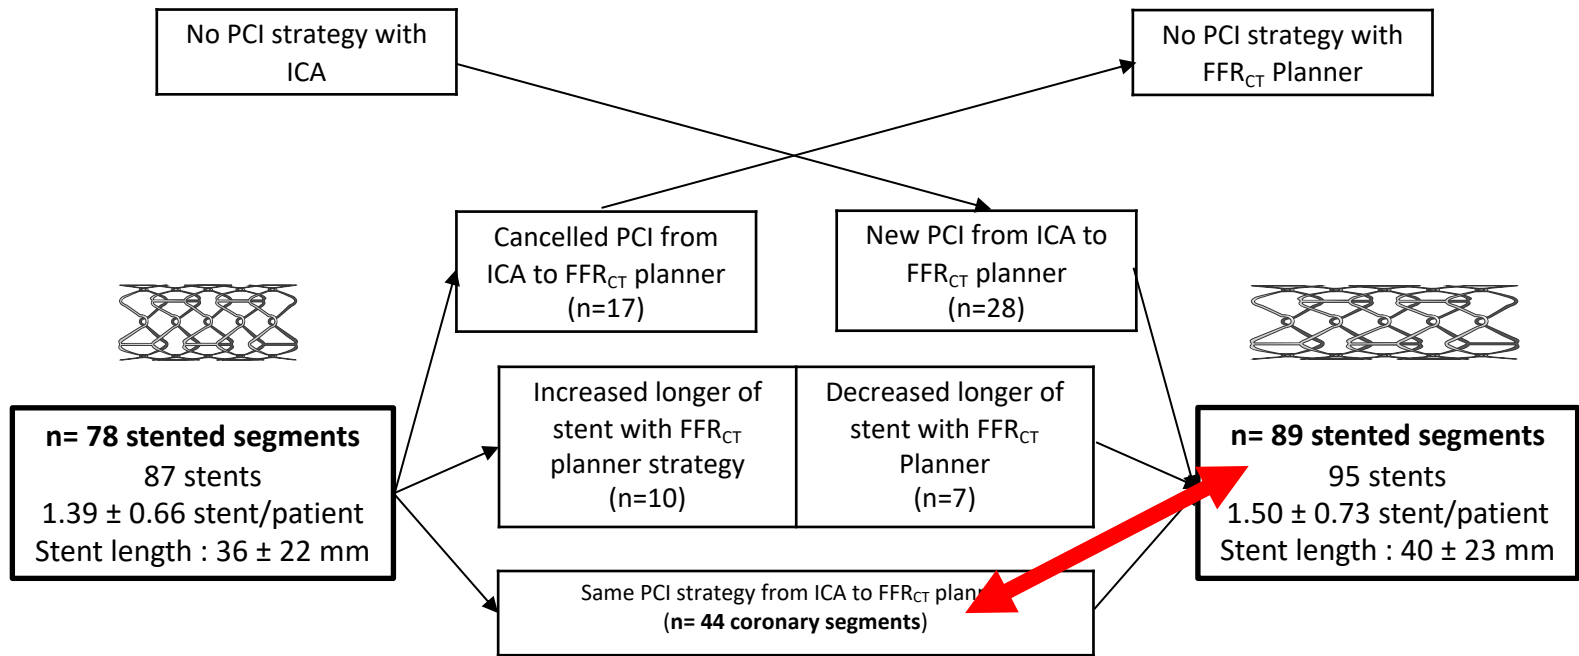 No PCI strategy with
ICA
No PCI strategy with
FFRCT Planner
Cancelled PCI from
ICA to FFRCT planner
(n=17)
New PCI from ICA to
FFRCT planner
(n=28)
n= 78 stented segments
87 stents
1.39 ± 0.66 stent/patient
Stent length : 36 ± 22 mm
Increased longer of
stent with FFRCT
planner strategy
(n=10)
Decreased longer of
stent with FFRCT
Planner
(n=7)
n= 89 stented segments
95 stents
1.50 ± 0.73 stent/patient
Stent length : 40 ± 23 mm
Same PCI strategy from ICA to FFRCT
(n= 44 coronary segments)